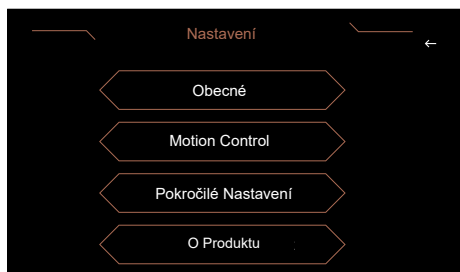 Nastavení
Obecné
Motion Control
Pokročilé Nastavení
O Produktu